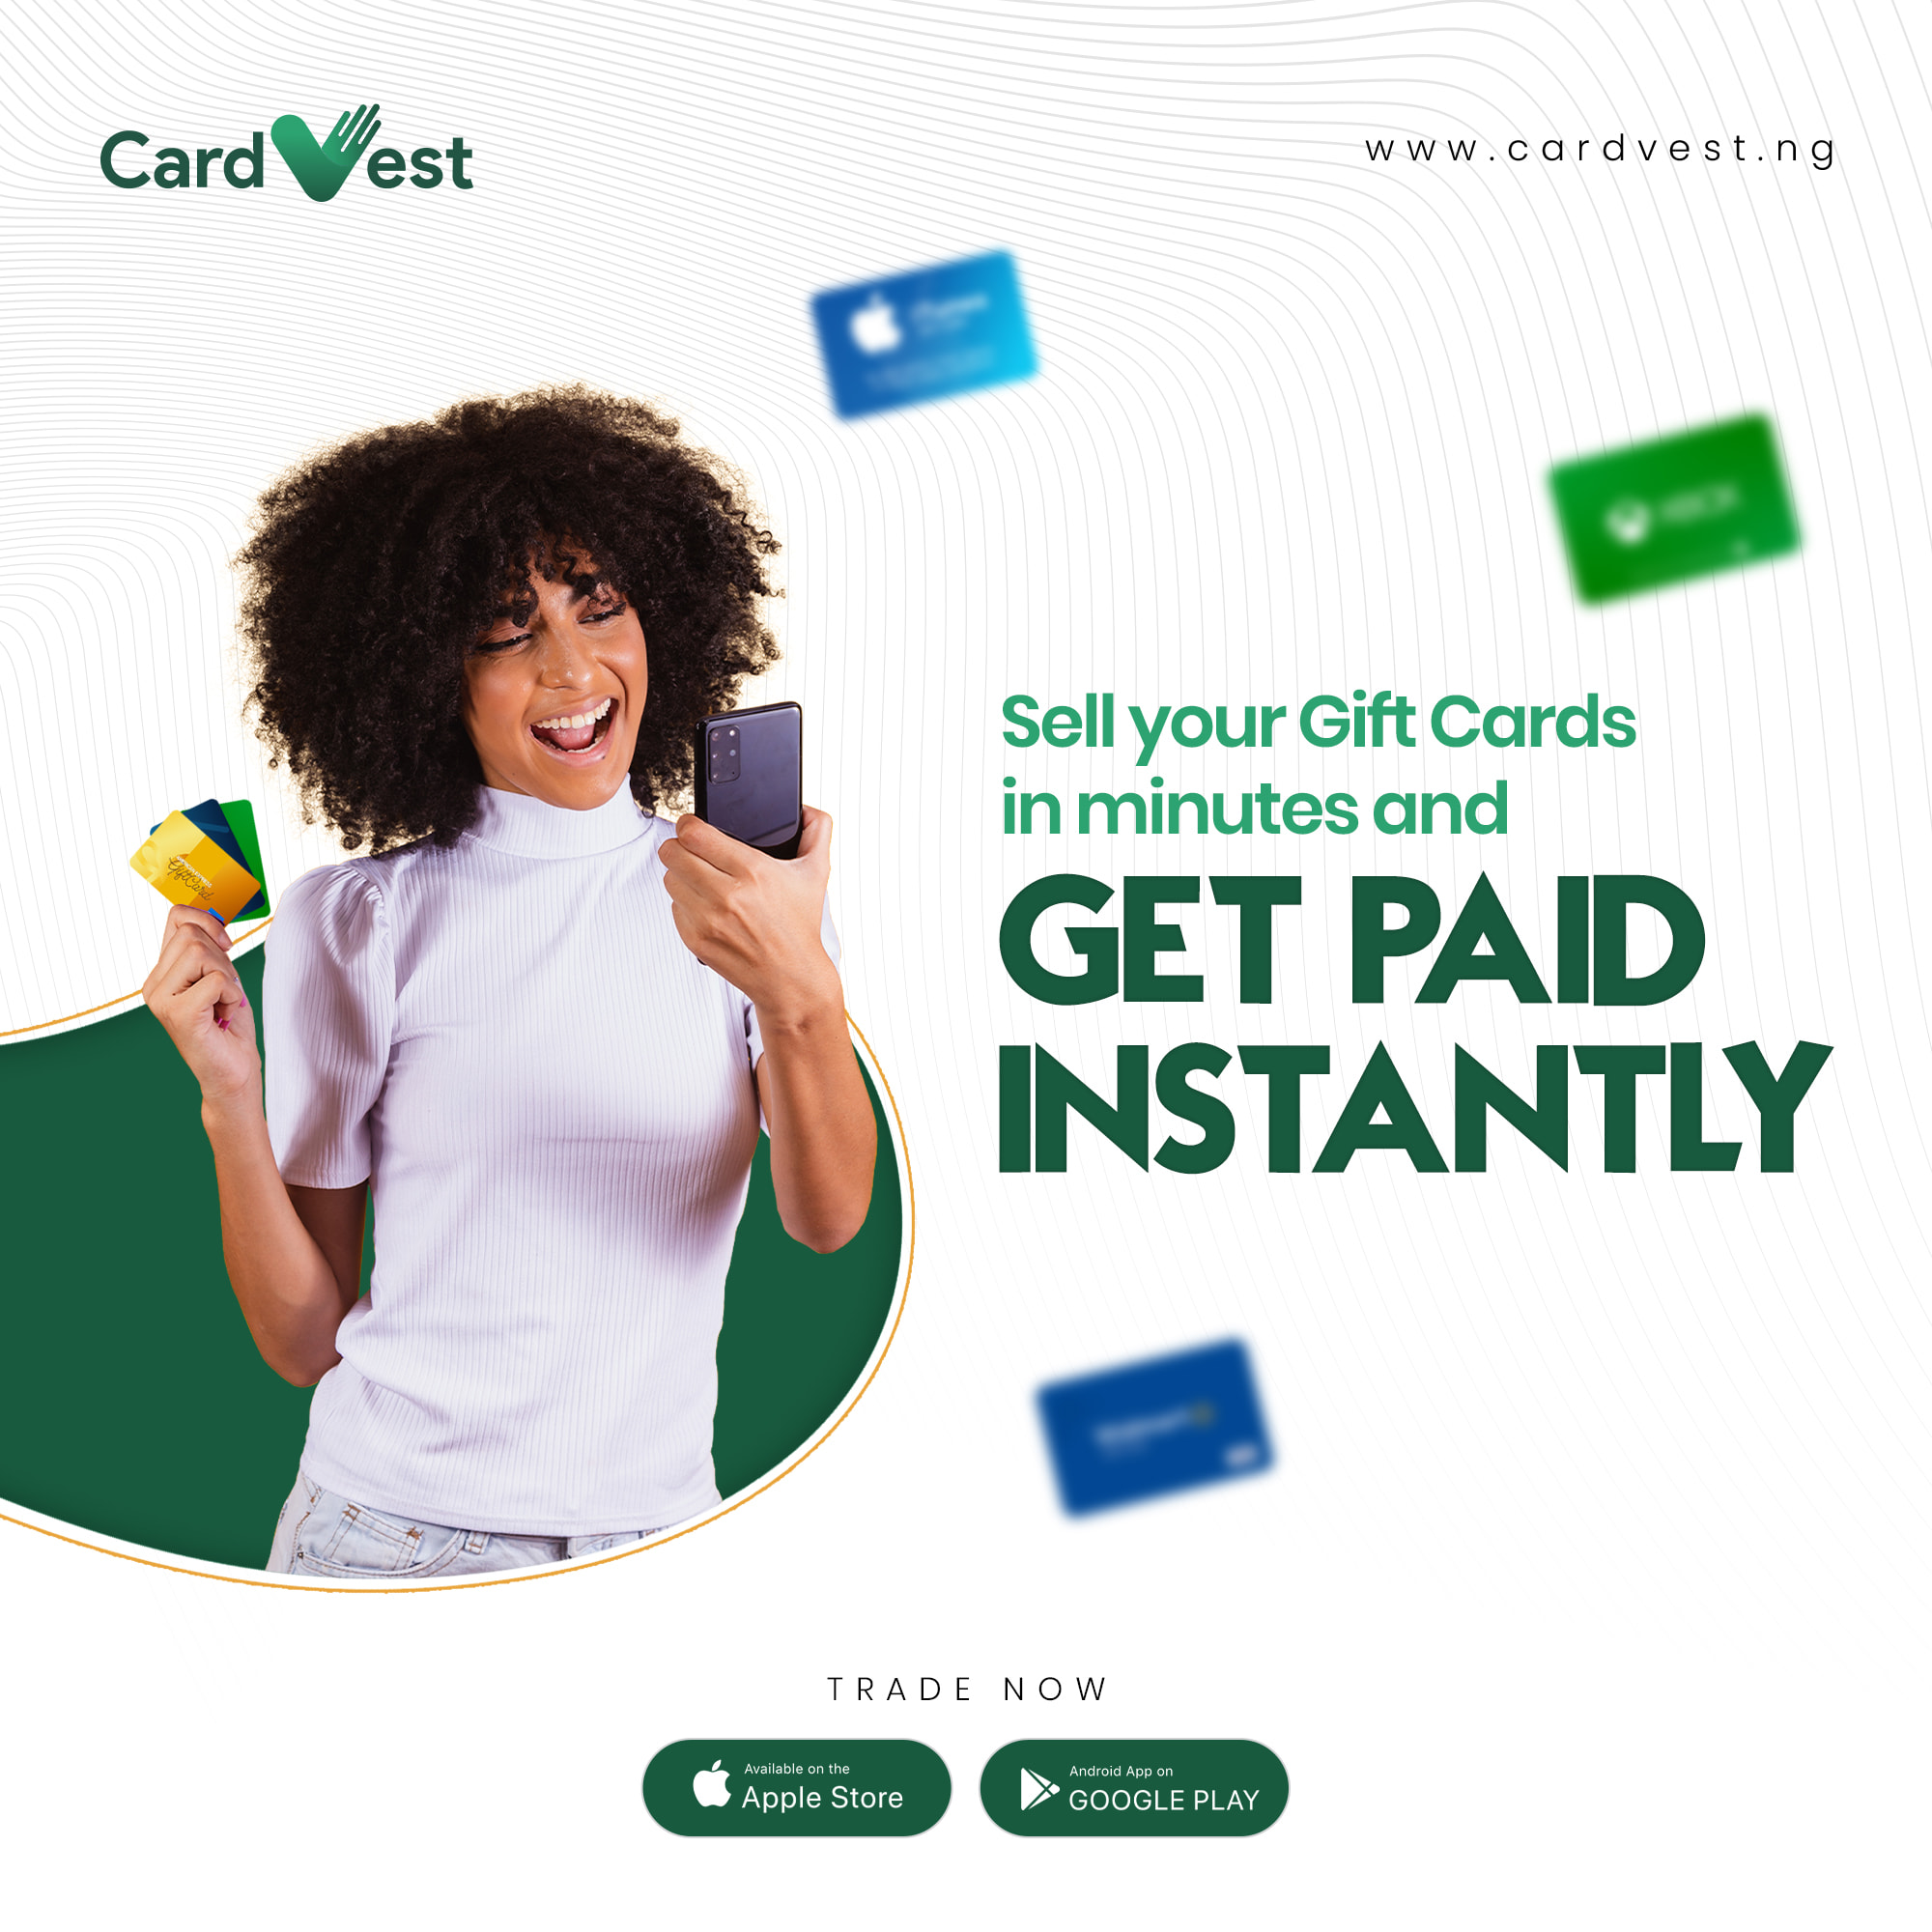 CardVest
www.cardvest.ng
Sell your Gift Cards
in minutes and
GET PAID
INSTANTLY
TRADE NOW
Available on the
Apple Store
Android App on
GOOGLE PLAY